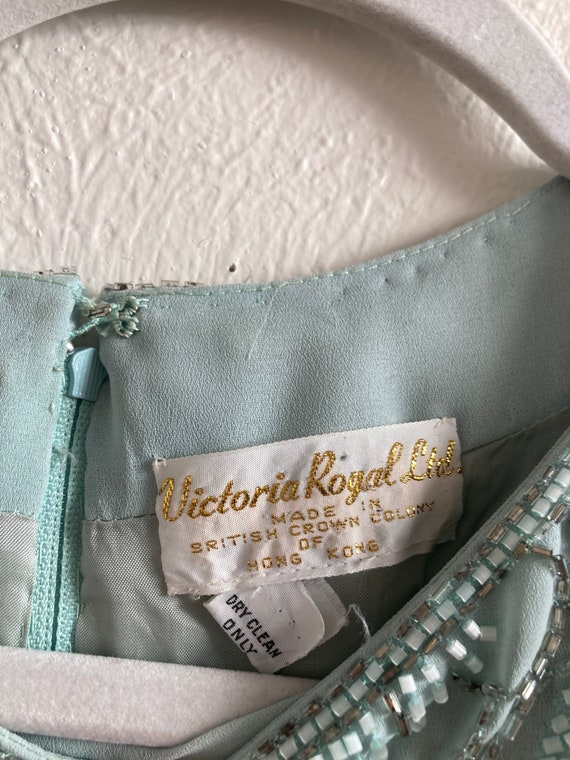 Victoria Royal Ltd.
MADE IN
BRITISH CROWN COLONY
OF
HONG KONG
DRY CLEAN
ONLY